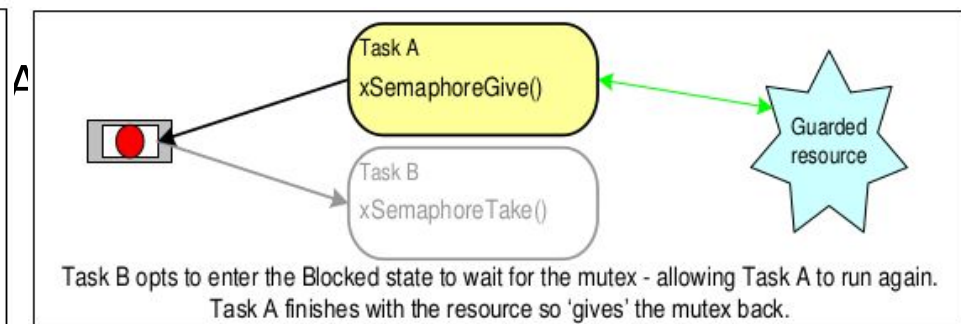 Task A
xSemaphoreGive()
Guarded
resource
Task B
xSemaphoreTake()
Task B opts to enter the Blocked state to wait for the mutex - allowing Task A to run again.
Task A finishes with the resource so ‘gives’ the mutex back.